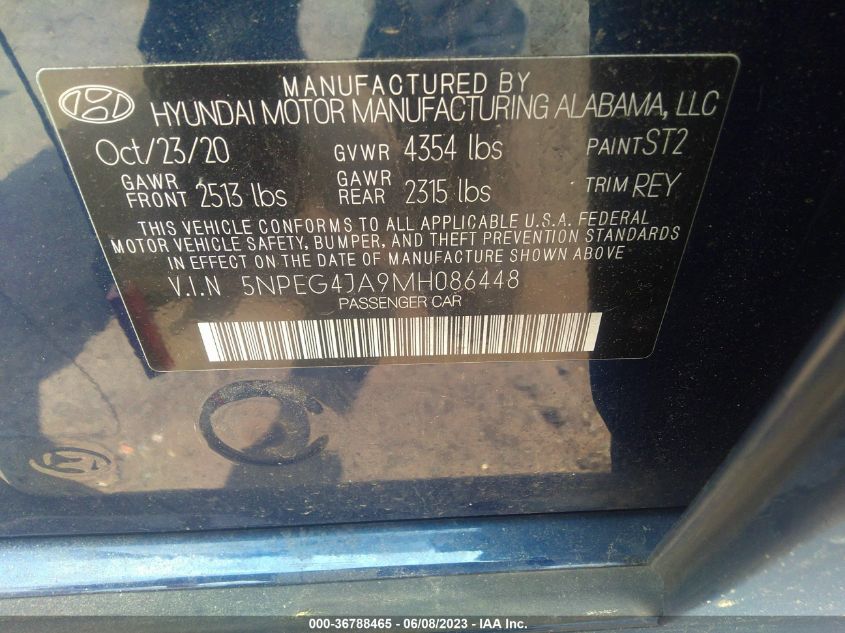 MANUFACTURED BY
HYUNDAI MOTOR MANUFACTURING ALABAMA, LLC
Oct/23/20 GVWR 4354 lbs PAINT ST2
GAWR FRONT 2513 lbs GAWR REAR 2315 lbs TRIM REY
THIS VEHICLE CONFORMS TO ALL APPLICABLE U.S.A. FEDERAL
MOTOR VEHICLE SAFETY, BUMPER, AND THEFT PREVENTION STANDARDS
IN EFFECT ON THE DATE OF MANUFACTURE SHOWN ABOVE.
V.I.N 5NPEG4JA9MH086448
PASSENGER CAR
000-36788465 - 06/08/2023 - IAA Inc.